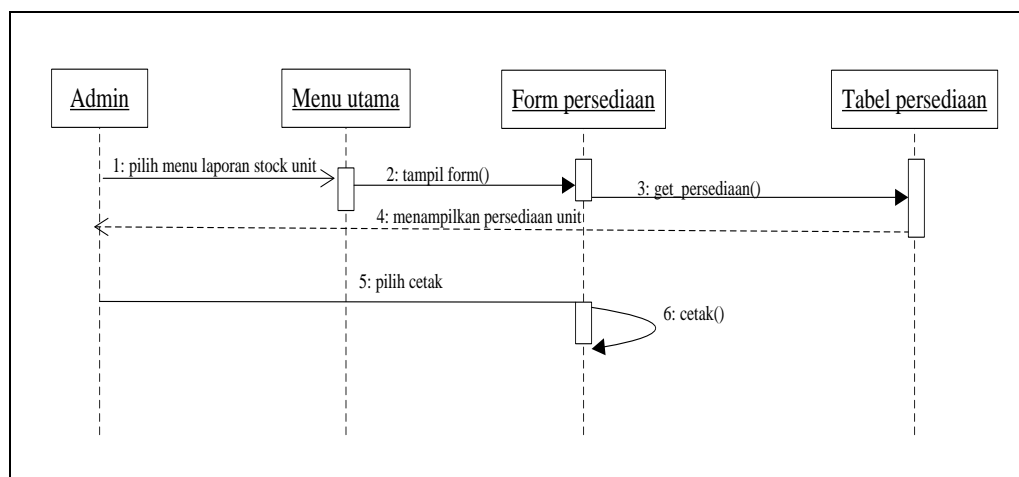 Admin
Menu utama
Form persediaan
Tabel persediaan
1: pilih menu laporan stock unit
2: tampil form()
3: get_persediaan()
4: menampilkan persediaan unit
5: pilih cetak
6: cetak()